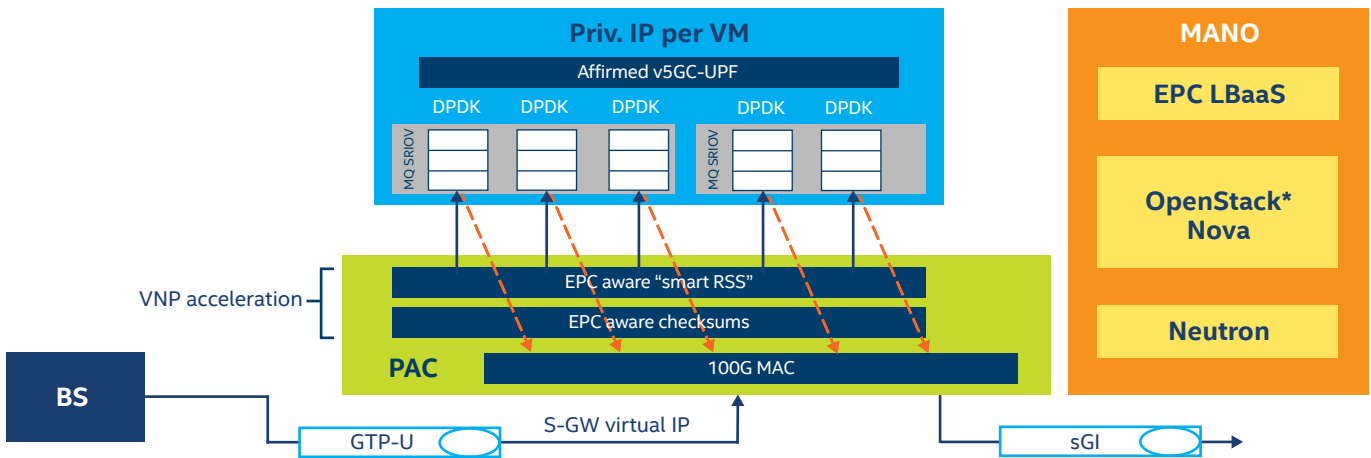 Priv. IP per VM
Affirmed v5GC-UPF
DPDK DPDK DPDK DPDK DPDK
MQ SRIOV
MQ SRIOV
MANO
EPC LBaaS
OpenStack*
Nova
Neutron
VNP acceleration
EPC aware “smart RSS”
EPC aware checksums
PAC
100G MAC
BS
GTP-U
S-GW virtual IP
sGI